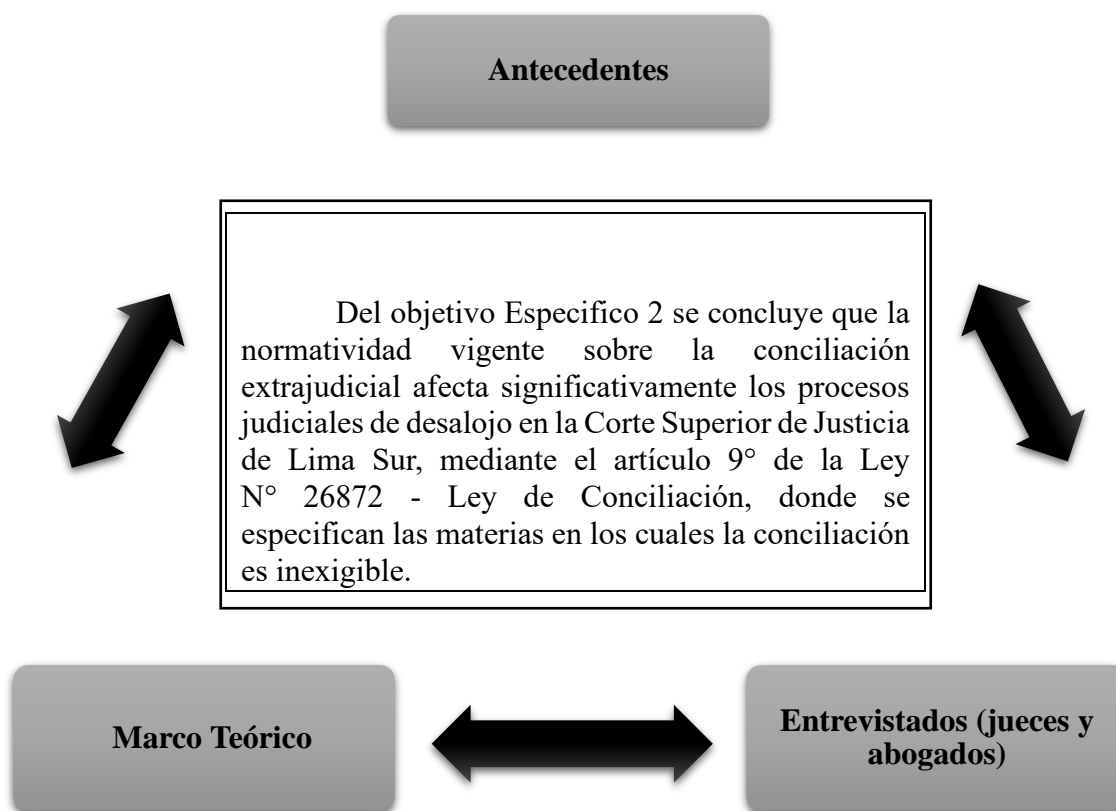 Antecedentes
Del objetivo Especifico 2 se concluye que la
normatividad vigente sobre la conciliación
extrajudicial afecta significativamente los procesos
judiciales de desalojo en la Corte Superior de Justicia
de Lima Sur, mediante el artículo 9° de la Ley
N° 26872 - Ley de Conciliación, donde se
especifican las materias en los cuales la conciliación
es inexigible.
Marco Teórico
Entrevistados (jueces y
abogados)